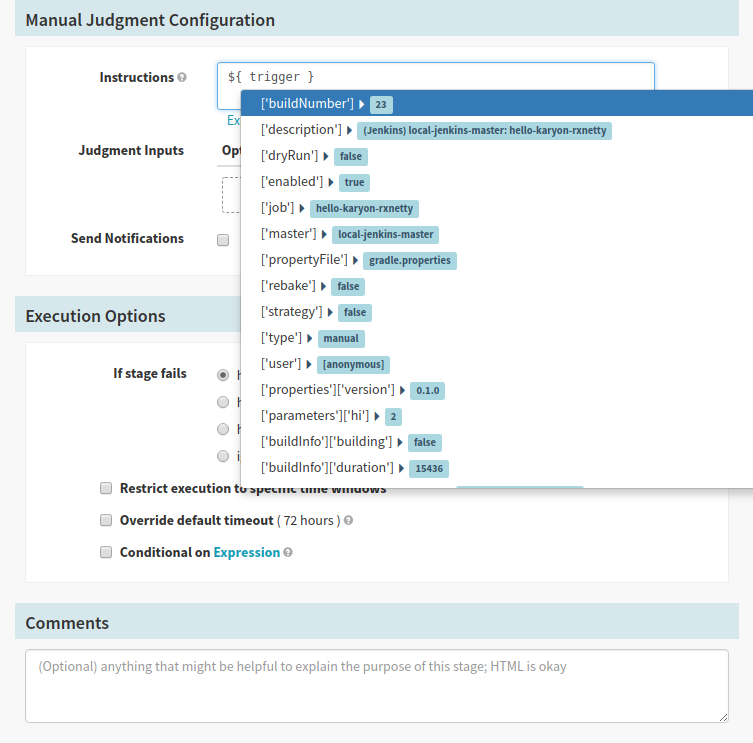 Manual Judgment Configuration
Instructions
${ trigger }
['buildNumber'] 23
Ex
['description'] (Jenkins) local-jenkins-master: hello-karyon-rxnetty
Judgment Inputs
Opt
['dryRun'] false
['enabled'] true
['job'] hello-karyon-rxnetty
['master'] local-jenkins-master
Send Notifications
['propertyFile'] gradle.properties
['rebake'] false
['strategy'] false
Execution Options
['type'] manual
['user'] [anonymous]
If stage fails
['properties']['version'] 0.1.0
['parameters']['hi'] 2
['buildInfo']['building'] false
['buildInfo']['duration'] 15436
Restrict execution to specific time windows
Override default timeout ( 72 hours )
Conditional on Expression
Comments
(Optional) anything that might be helpful to explain the purpose of this stage; HTML is okay